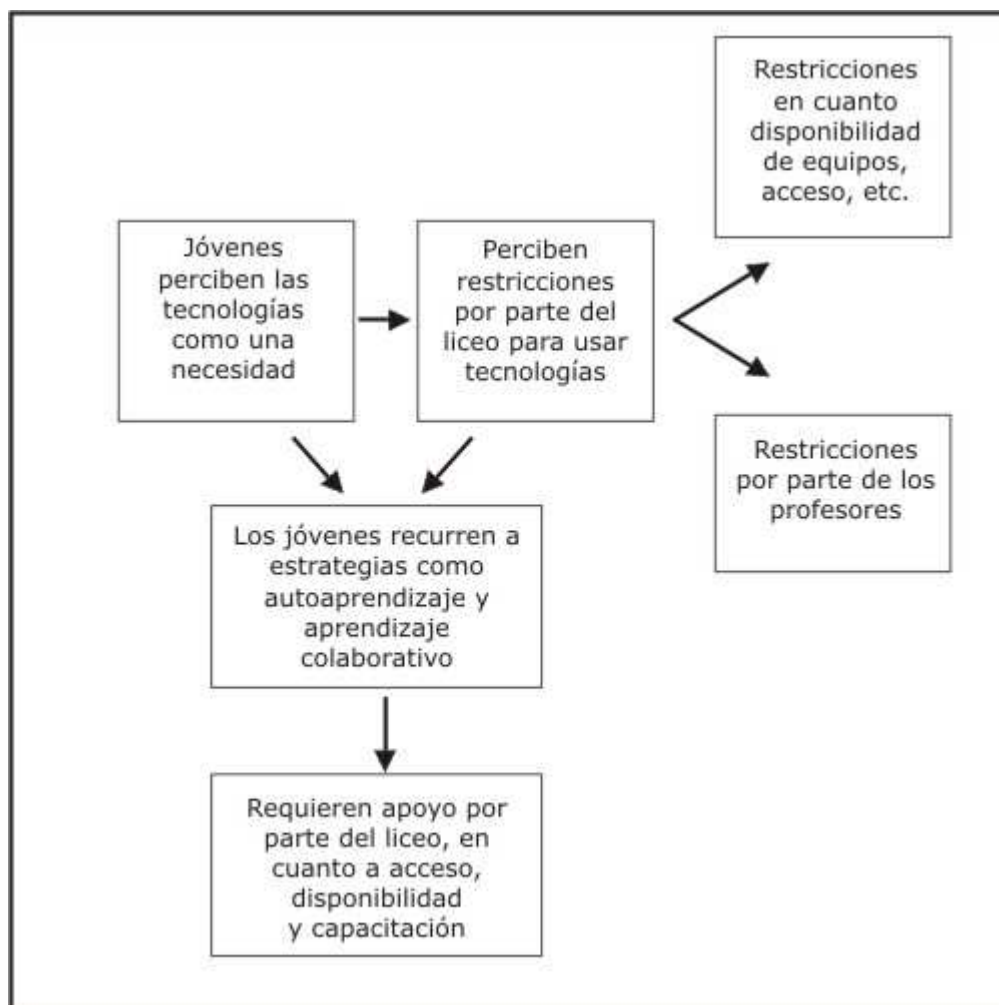 Restricciones
en cuanto
disponibilidad
de equipos,
acceso, etc.
Jóvenes
perciben las
tecnologías
como una
necesidad
Perciben
restricciones
por parte del
liceo para usar
tecnologías
Restricciones
por parte de los
profesores
Los jóvenes recurren a
estrategias como
autoaprendizaje y
aprendizaje
colaborativo
Requieren apoyo por
parte del liceo, en
cuanto a acceso,
disponibilidad
y capacitación